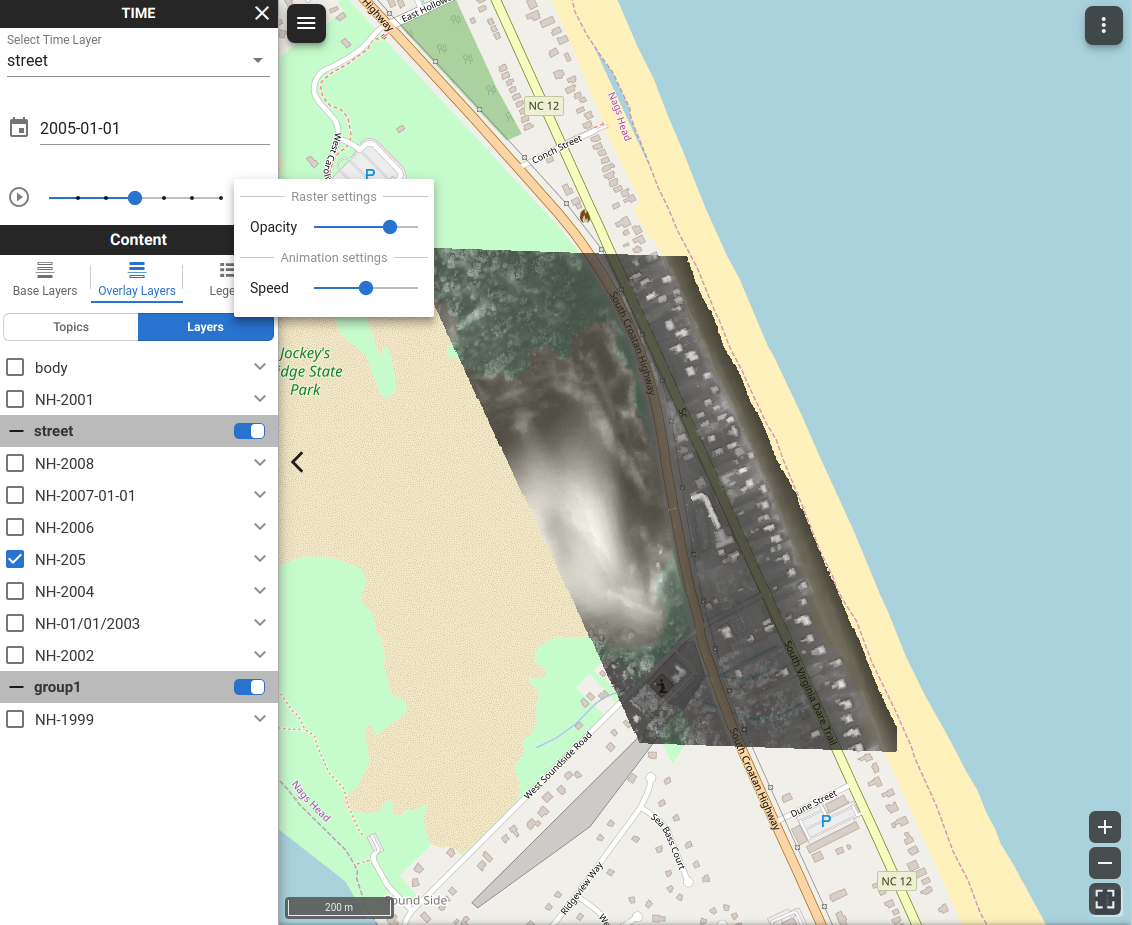 TIME
Select Time Layer
street
2005-01-01
Content
Base Layers
Overlay Layers
Lege
Topics
Layers
body
NH-2001
street
NH-2008
NH-2007-01-01
NH-2006
NH-205
NH-2004
NH-01/01/2003
NH-2002
group1
NH-1999
Raster settings
Opacity
Animation settings
Speed
Highway
East Hollow
NC 12
Nags Head
Conch Street
West Caroli
P
South Croatan Highway
Jockey's
idge State
Park
SC
South Virginia Dare Trail
South Croatan Highway
West Soundside Road
Nags Head
Dune Street
P
Sea Bass Court
NC 12
Ridgeview Way
We
ound Side
200 m